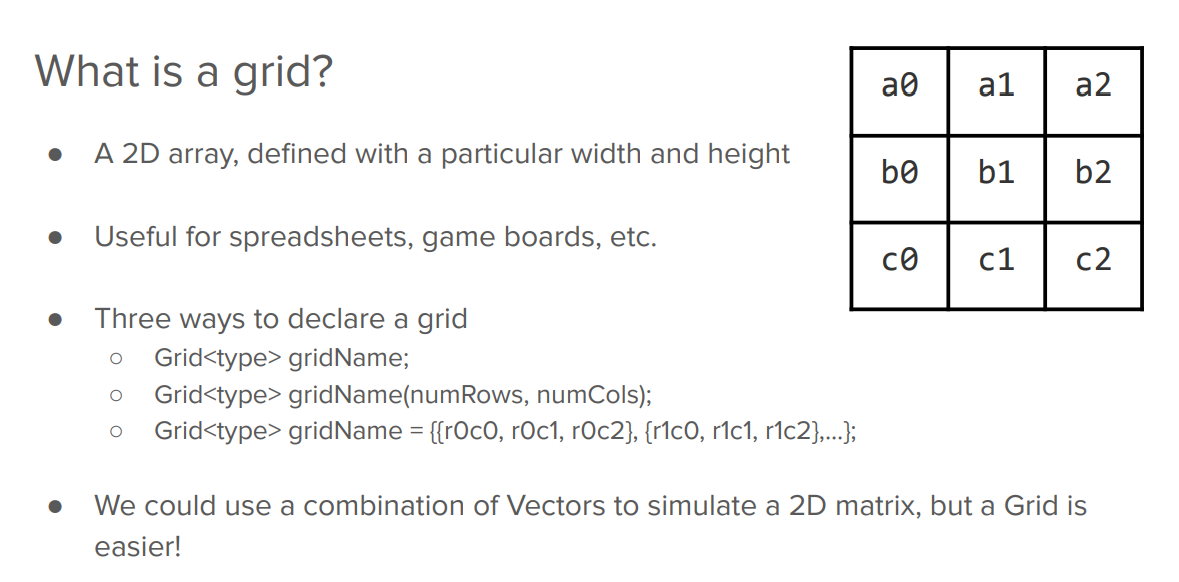 What is a grid?
● A 2D array, defined with a particular width and height
● Useful for spreadsheets, game boards, etc.
● Three ways to declare a grid
○ Grid<type> gridName;
○ Grid<type> gridName(numRows, numCols);
○ Grid<type> gridName = {{r0c0, r0c1, r0c2}, {r1c0, r1c1, r1c2},...};
● We could use a combination of Vectors to simulate a 2D matrix, but a Grid is
easier!
a0 a1 a2
b0 b1 b2
c0 c1 c2